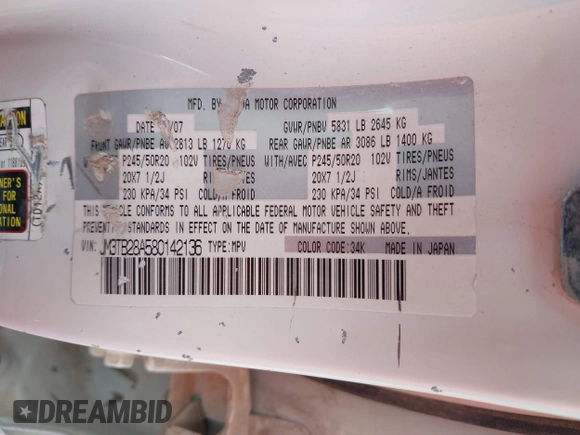 MFD. BY MOTOR CORPORATION
DATE /07 GVWR/PNBV 5831 LB 2645 KG
FRONT GAWR/PNBE AV 2813 LB 1276 KG REAR GAWR/PNBE AR 3086 LB 1400 KG
P245/50R20 102V TIRES/PNEUS WITH/AVEC P245/50R20 102V TIRES/PNEUS
20X7 1/2J RIMS/JANTES 20X7 1/2J RIMS/JANTES
230 KPA/34 PSI COLD/A FROID 230 KPA/34 PSI COLD/A FROID
THIS VEHICLE CONFORMS TO ALL APPLICABLE FEDERAL MOTOR VEHICLE SAFETY AND THEFT
PREVENTION STANDARDS IN EFFECT ON THE DATE OF MANUFACTURE SHOWN ABOVE.
VIN: JM3TB28A580142136 TYPE: MPV COLOR CODE: 34K MADE IN JAPAN
DREAMBID